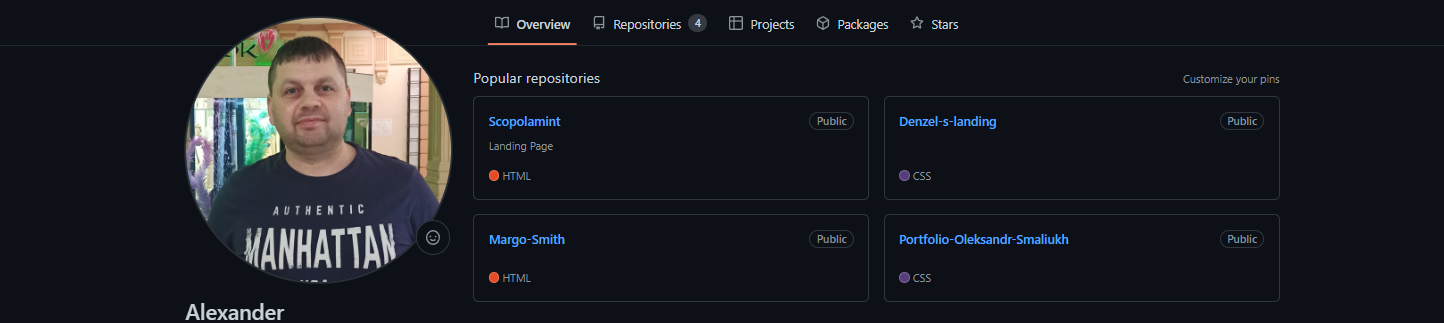 Overview
Repositories 4
Projects
Packages
Stars
Popular repositories
Customize your pins
Scopolamint
Public
Landing Page
HTML
Denzel-s-landing
Public
CSS
Margo-Smith
Public
HTML
Portfolio-Oleksandr-Smaliukh
Public
CSS
AUTHENTIC
MANHATTAN
Alexander